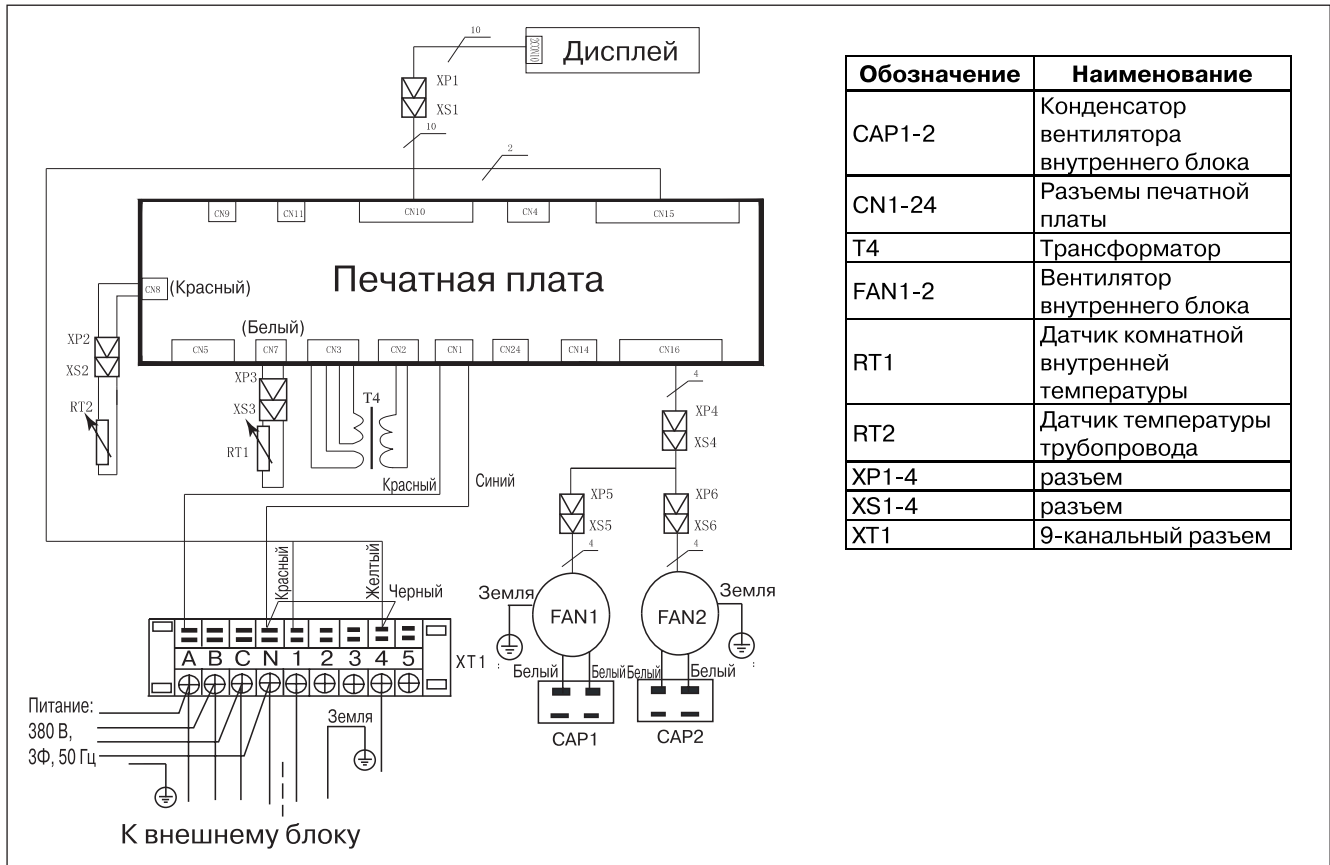 10
DCON10
Дисплей
XP1
XS1
10
2
CN9
CN11
CN10
CN4
CN15
Печатная плата
CN8
(Красный)
(Белый)
CN5
CN7
CN3
CN2
CN1
CN24
CN14
CN16
XP2
XS2
RT2
XP3
XS3
RT1
T4
4
XP4
XS4
Красный
Синий
XP5
XS5
XP6
XS6
4
4
Красный
Желтый
Черный
Земля
FAN1
FAN2
Земля
A B C N 1 2 3 4 5
XT1 :
:
Белый
Белый
Белый
Белый
CAP1
CAP2
Питание:
380 В,
3Ф, 50 Гц
Земля
К внешнему блоку
Обозначение Наименование
CAP1-2 Конденсатор
вентилятора
внутреннего блока
CN1-24 Разъемы печатной
платы
T4 Трансформатор
FAN1-2 Вентилятор
внутреннего блока
RT1 Датчик комнатной
внутренней
температуры
RT2 Датчик температуры
трубопровода
XP1-4 разъем
XS1-4 разъем
XT1 9-канальный разъем